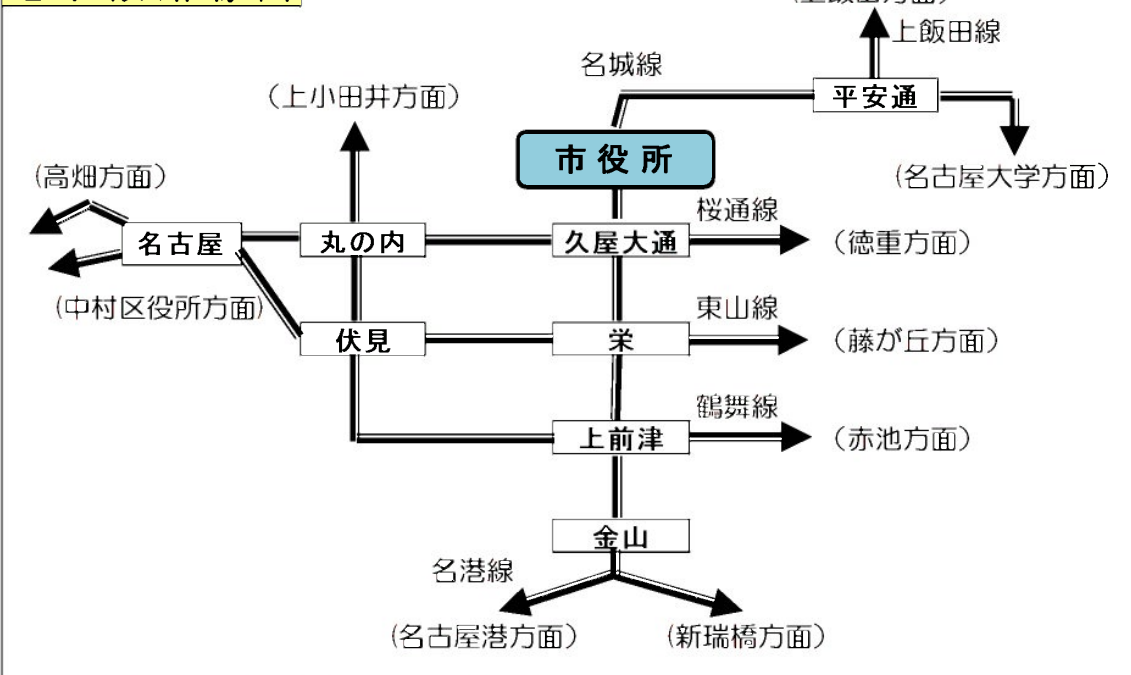 上飯田線
名城線
平安通
(上小田井方面)
市役所
(高畑方面)
(名古屋大学方面)
桜通線
名古屋
丸の内
久屋大通
(徳重方面)
(中村区役所方面)
東山線
伏見
栄
(藤が丘方面)
鶴舞線
上前津
(赤池方面)
金山
名港線
(名古屋港方面)
(新瑞橋方面)